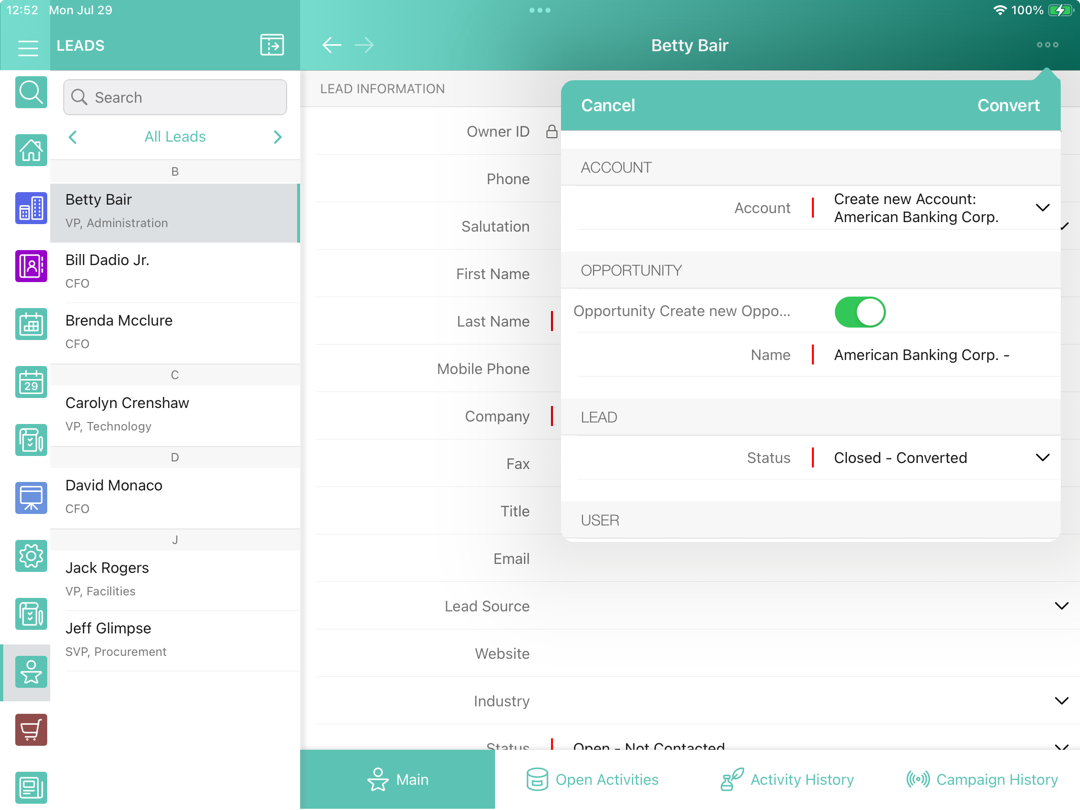 12:52 Mon Jul 29
100%
LEADS
Betty Bair
Search
All Leads
B
Betty Bair
VP, Administration
Bill Dadio Jr.
CFO
Brenda Mcclure
CFO
C
Carolyn Crenshaw
VP, Technology
D
David Monaco
CFO
J
Jack Rogers
VP, Facilities
Jeff Glimpse
SVP, Procurement
29
LEAD INFORMATION
Owner ID
Phone
Salutation
First Name
Last Name
Mobile Phone
Company
Fax
Title
Email
Lead Source
Website
Industry
Status Open - Not Contacted
Cancel Convert
ACCOUNT
Account Create new Account:
American Banking Corp.
OPPORTUNITY
Opportunity Create new Oppo...
Name American Banking Corp. -
LEAD
Status Closed - Converted
USER
Main Open Activities Activity History Campaign History